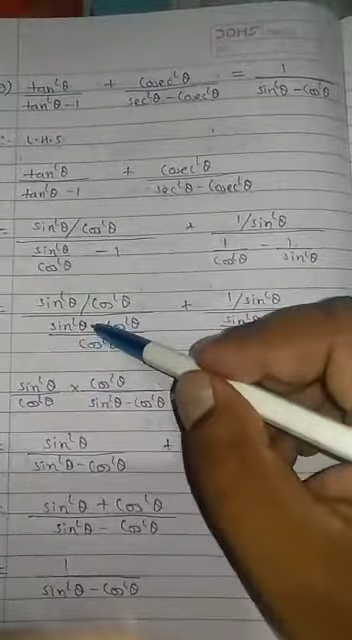 DOMS
tan²θ / tan²θ - 1 + cosec²θ / sec²θ - cosec²θ = 1 / sin²θ - cos²θ
L.H.S
tan²θ / tan²θ - 1 + cosec²θ / sec²θ - cosec²θ
= sin²θ/cos²θ / sin²θ/cos²θ - 1 + 1/sin²θ / 1/cos²θ - 1/sin²θ
= sin²θ/cos²θ / sin²θ - cos²θ/cos²θ + 1/sin²θ / sin²θ
sin²θ/cos²θ × cos²θ/sin²θ - cos²θ
= sin²θ / sin²θ - cos²θ +
= sin²θ + cos²θ / sin²θ - cos²θ
= 1 / sin²θ - cos²θ